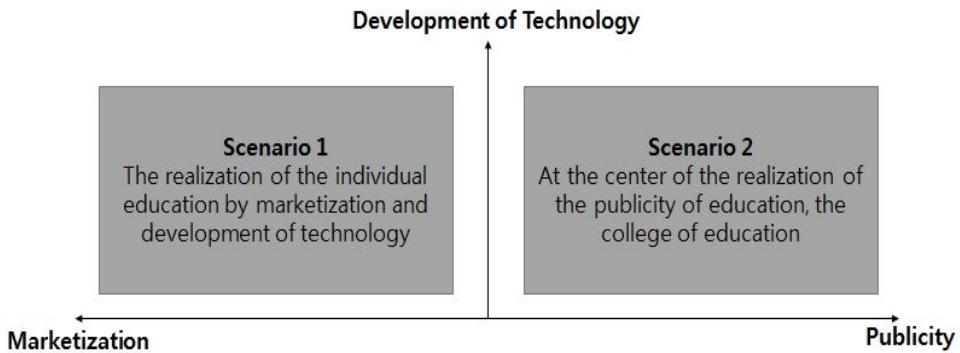 Development of Technology
Scenario 1
The realization of the individual
education by marketization and
development of technology
Scenario 2
At the center of the realization of
the publicity of education, the
college of education
Marketization
Publicity